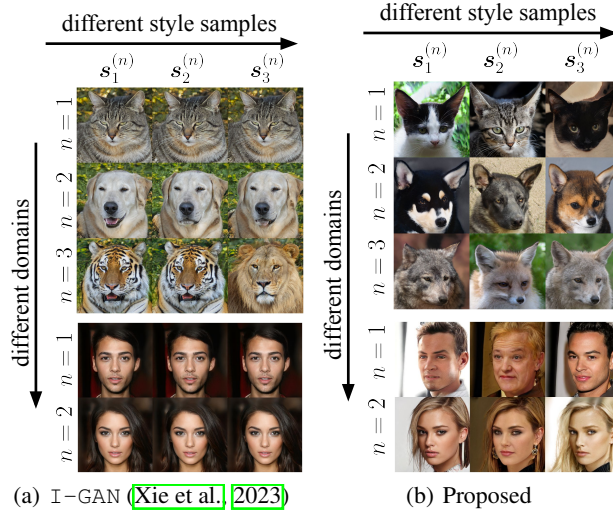 different style samples
s_1^{(n)} s_2^{(n)} s_3^{(n)}
different domains
n = 1
n = 2
n = 3
n = 1
n = 2
(a) I-GAN (Xie et al., 2023)
different style samples
s_1^{(n)} s_2^{(n)} s_3^{(n)}
different domains
n = 1
n = 2
n = 3
n = 1
n = 2
(b) Proposed